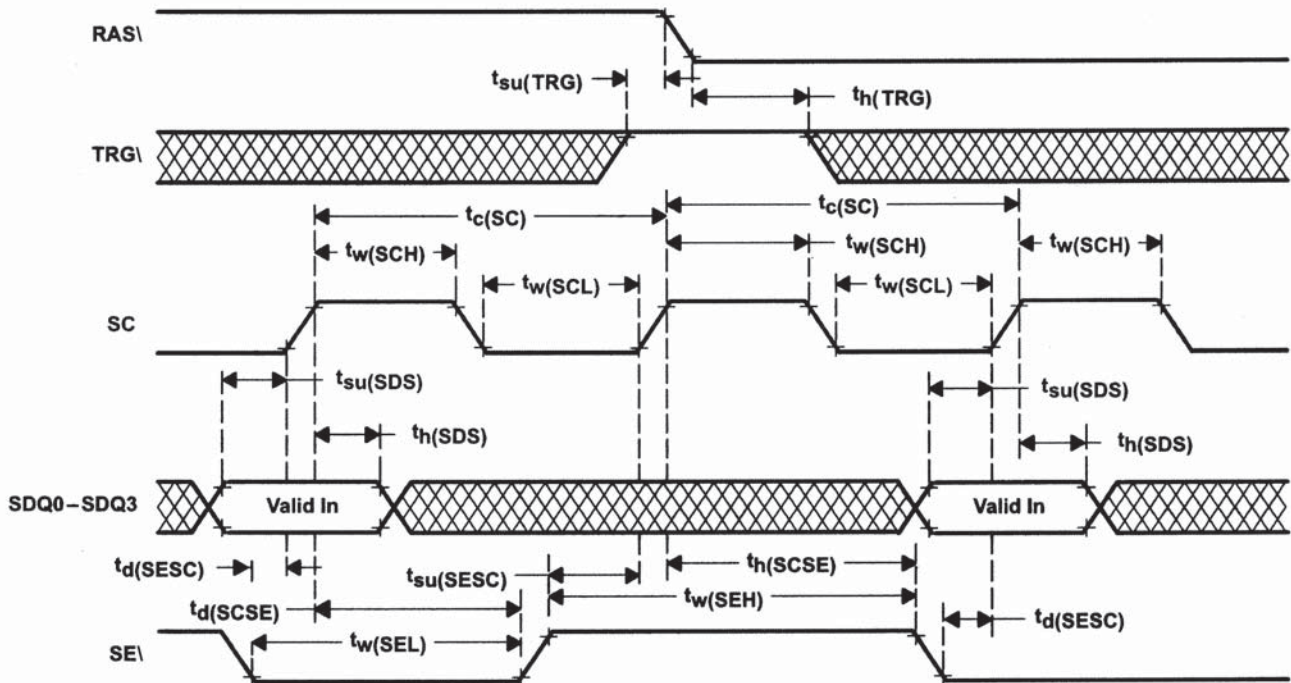 RAS\
tsu(TRG) th(TRG)
TRG\
tc(SC) tc(SC)
tw(SCH) tw(SCH) tw(SCH)
tw(SCL) tw(SCL)
SC
tsu(SDS) tsu(SDS)
th(SDS) th(SDS)
SDQ0–SDQ3 Valid In Valid In
td(SESC) tsu(SESC) th(SCSE)
td(SCSE) tw(SEH)
td(SESC)
SE\ tw(SEL)